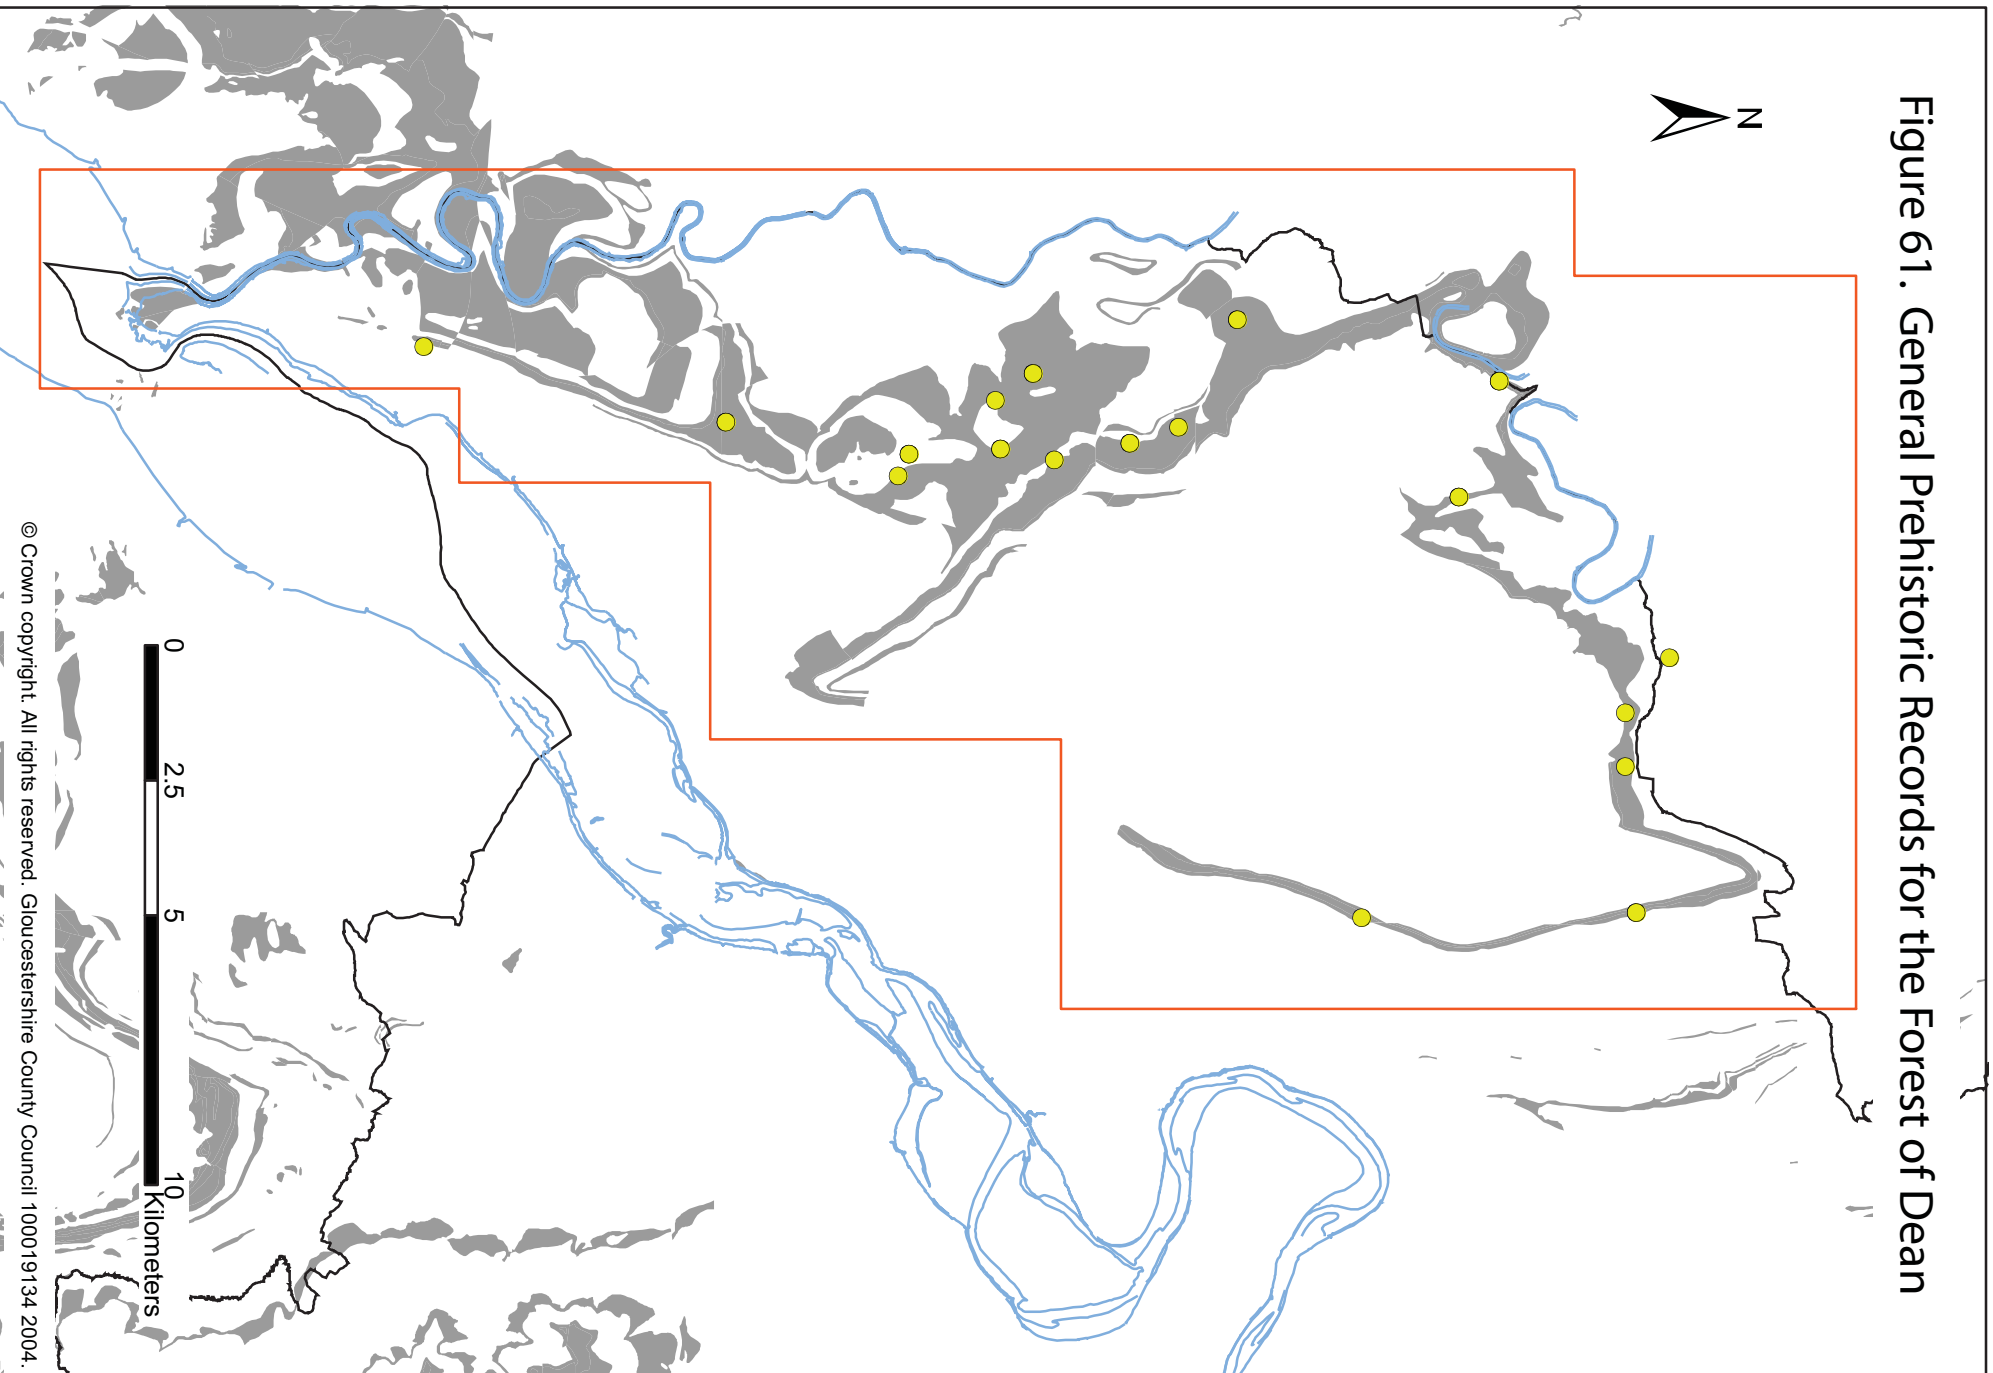 Figure 61. General Prehistoric Records for the Forest of Dean
N
0 2.5 5 10
Kilometers
© Crown copyright. All rights reserved. Gloucestershire County Council 100019134 2004.